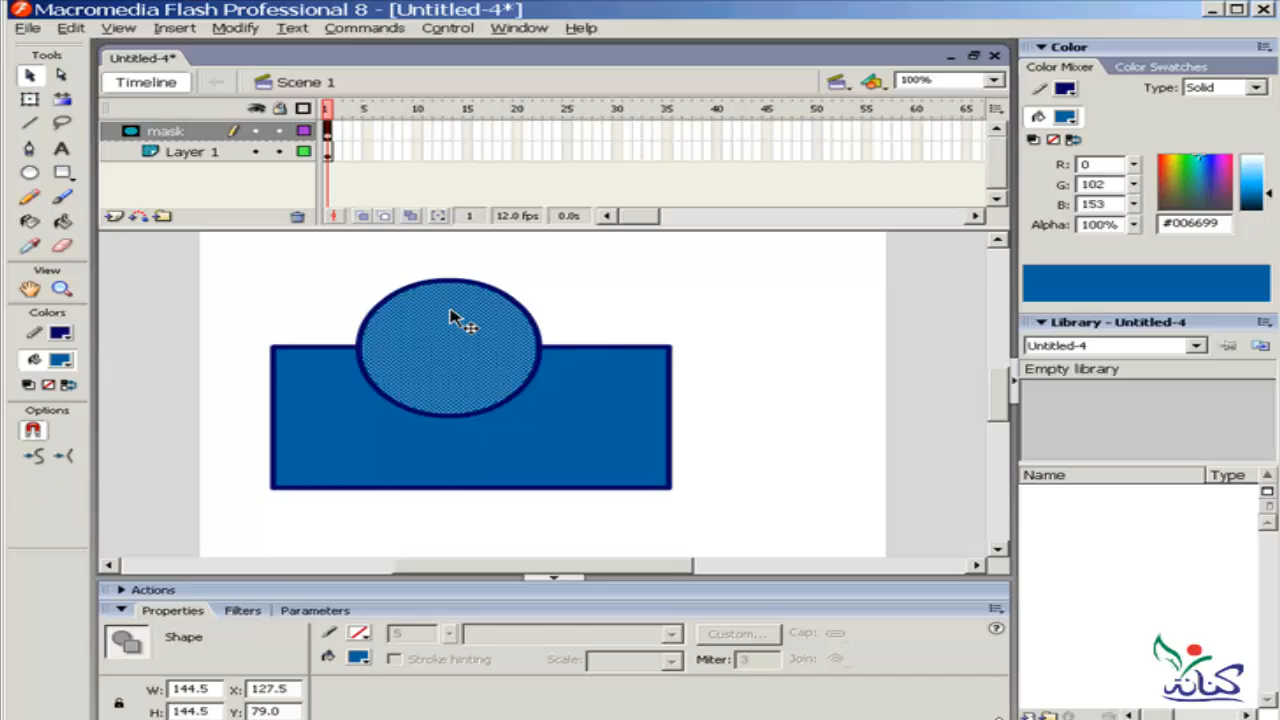 Macromedia Flash Professional 8 - [Untitled-4*]
File Edit View Insert Modify Text Commands Control Window Help
Tools
View
Colors
Options
Untitled-4*
Timeline
Scene 1
100%
1 5 10 15 20 25 30 35 40 45 50 55 60 65
mask
Layer 1
1 12.0 fps 0.0s
Actions
Properties Filters Parameters
Shape
5 Custom... Cap:
Stroke hinting Scale: Miter: 3 Join:
W: 144.5 X: 127.5
H: 144.5 Y: 79.0
Color
Color Mixer Color Swatches
Type: Solid
R: 0
G: 102
B: 153
Alpha: 100% #006699
Library - Untitled-4
Untitled-4
Empty library
Name Type
كنانة